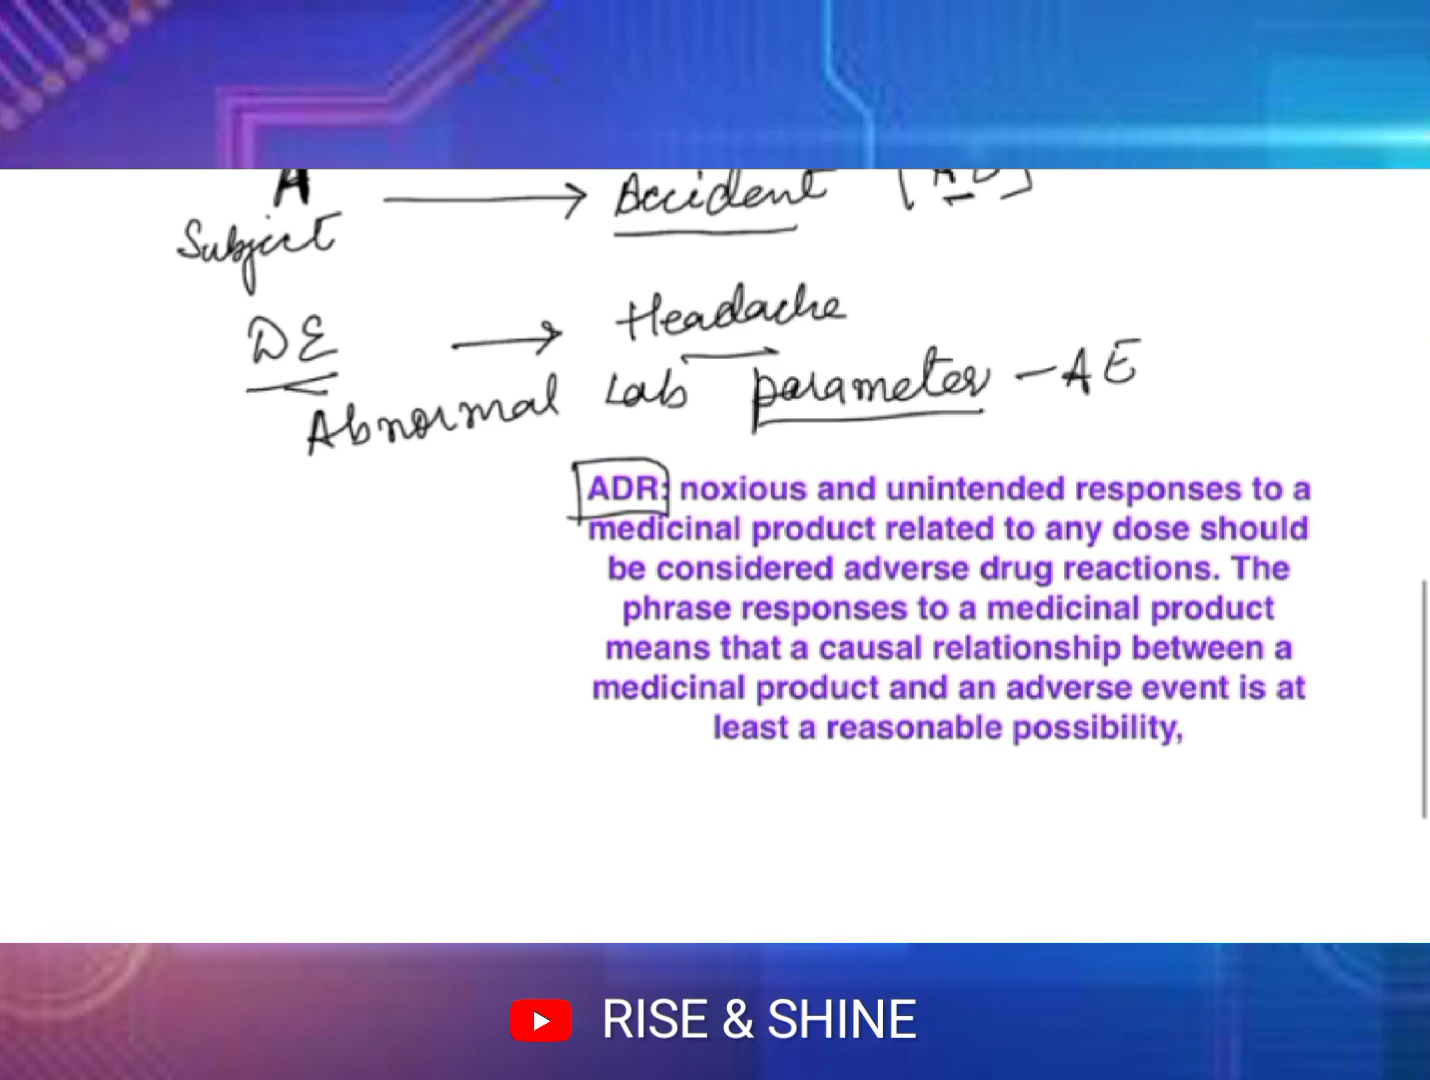 A → Accident
Subject
DE → Headache
Abnormal Lab parameter - AE
ADR: noxious and unintended responses to a
medicinal product related to any dose should
be considered adverse drug reactions. The
phrase responses to a medicinal product
means that a causal relationship between a
medicinal product and an adverse event is at
least a reasonable possibility,
RISE & SHINE